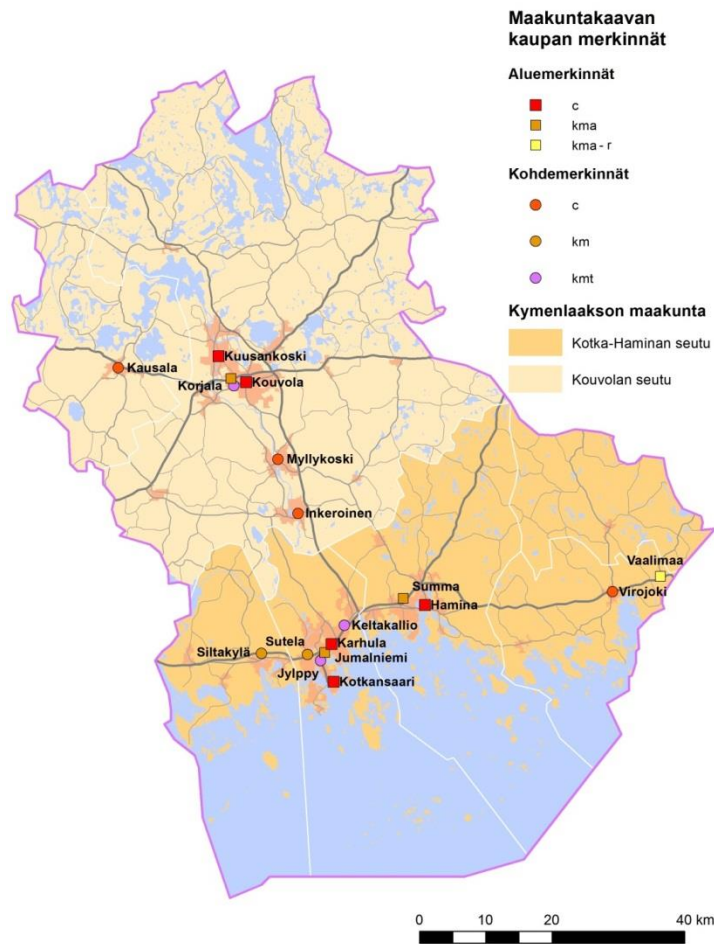 Maakuntakaavan
kaupan merkinnät
Aluemerkinnät
c
kma
kma - r
Kohdemerkinnät
c
km
kmt
Kymenlaakson maakunta
Kotka-Haminan seutu
Kouvolan seutu
Kuusankoski
Kausala
Korjala
Kouvola
Myllykoski
Inkeroinen
Vaalimaa
Summa
Virojoki
Hamina
Keltakallio
Sutela
Karhula
Siltakylä
Jumalniemi
Jylppy
Kotkansaari
0 10 20 40 km